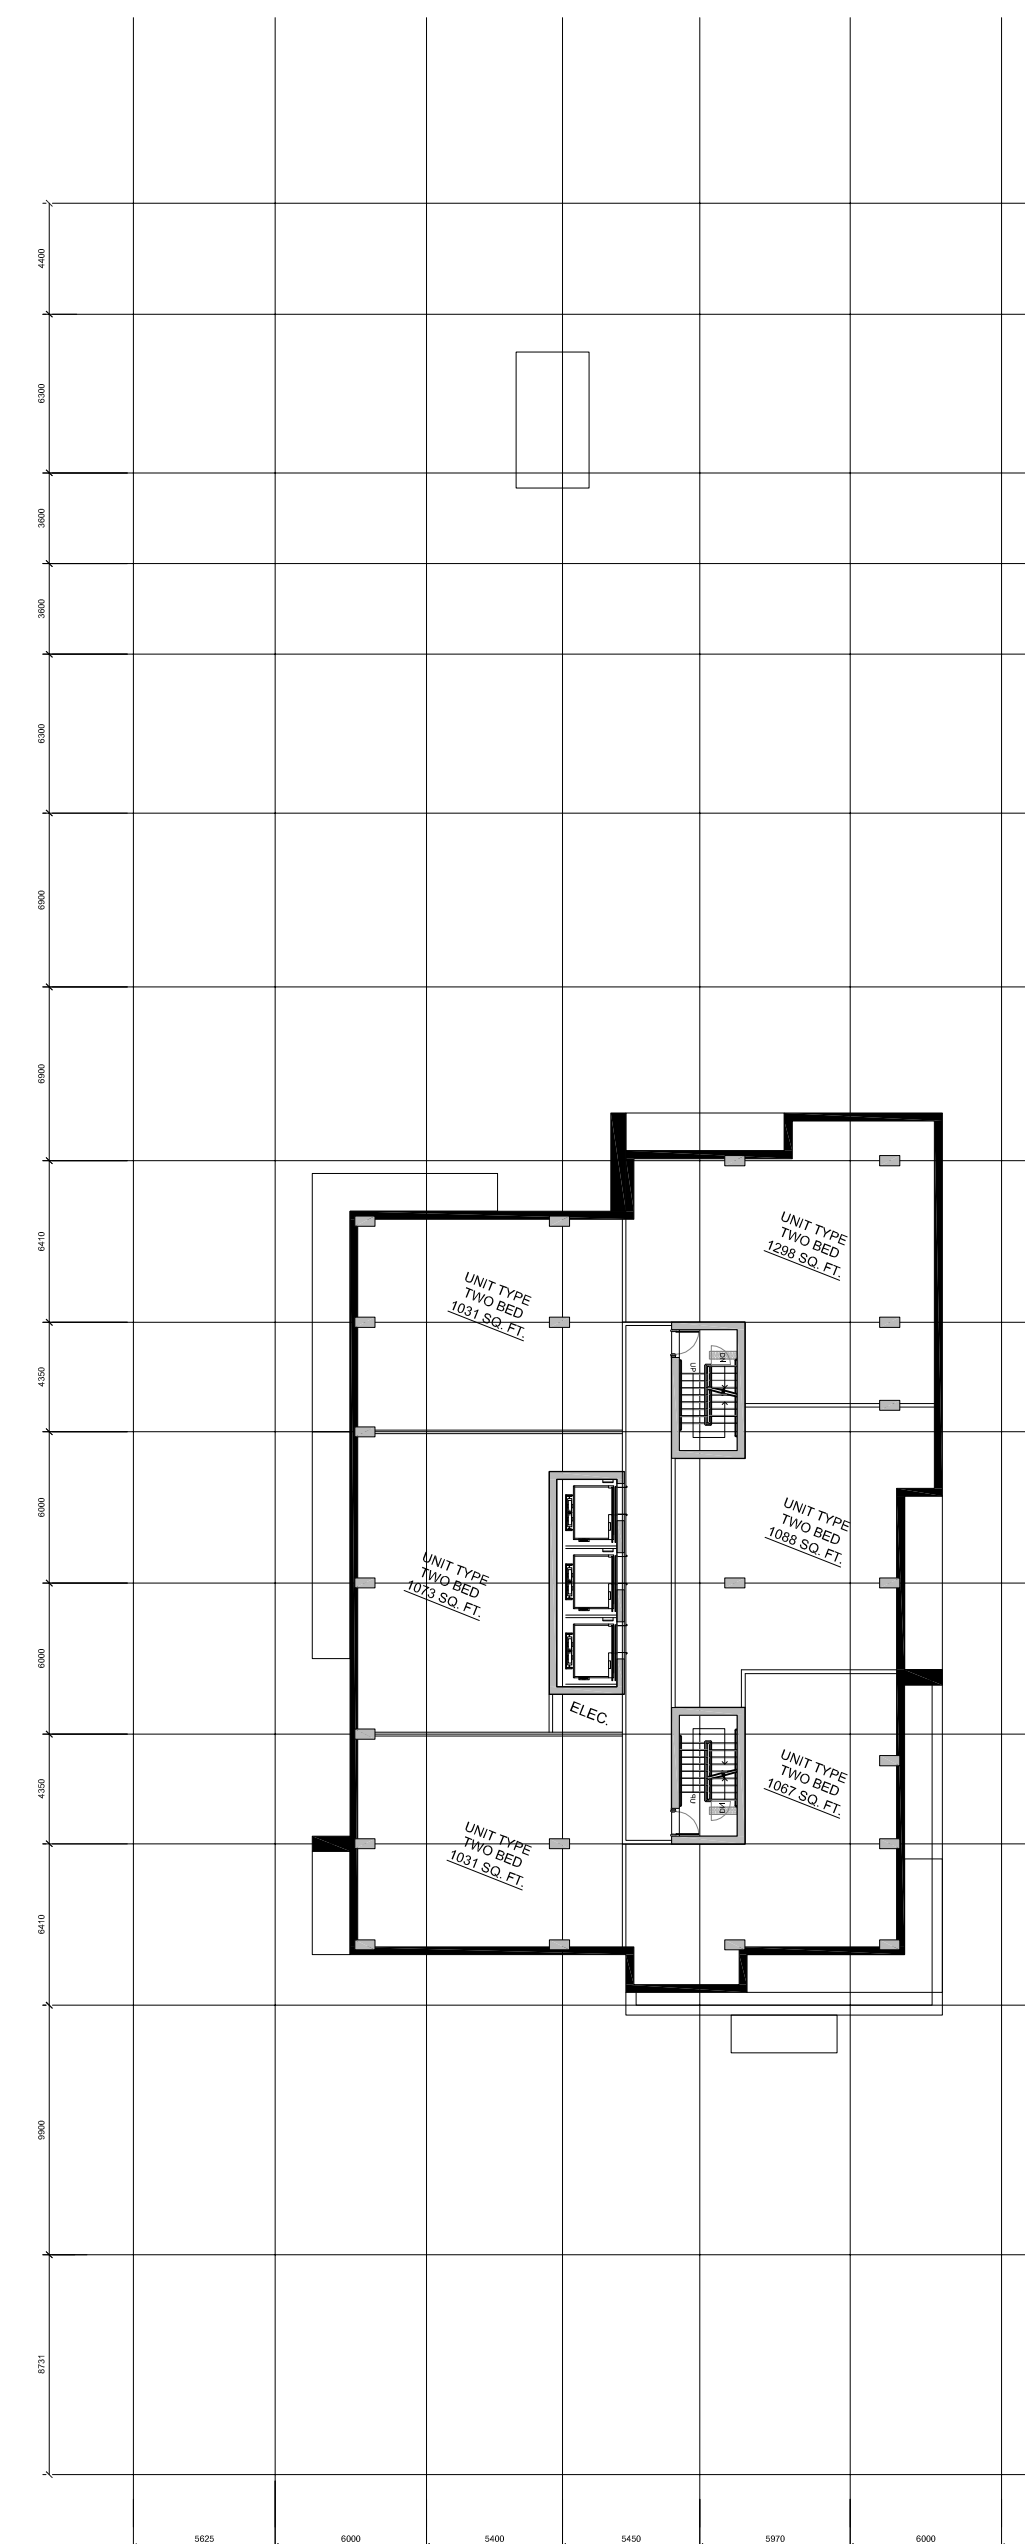 4400
6300
3600
3600
6300
6900
6900
UNIT TYPE
TWO BED
1298 SQ. FT.
6410
UNIT TYPE
TWO BED
1031 SQ. FT.
DN
UP
4350
6000
UNIT TYPE
TWO BED
1088 SQ. FT.
UNIT TYPE
TWO BED
1073 SQ. FT.
6000
ELEC.
UNIT TYPE
TWO BED
1067 SQ. FT.
4350
UP
DN
UNIT TYPE
TWO BED
1031 SQ. FT.
6410
9900
8731
5625 6000 5400 5450 5970 6000